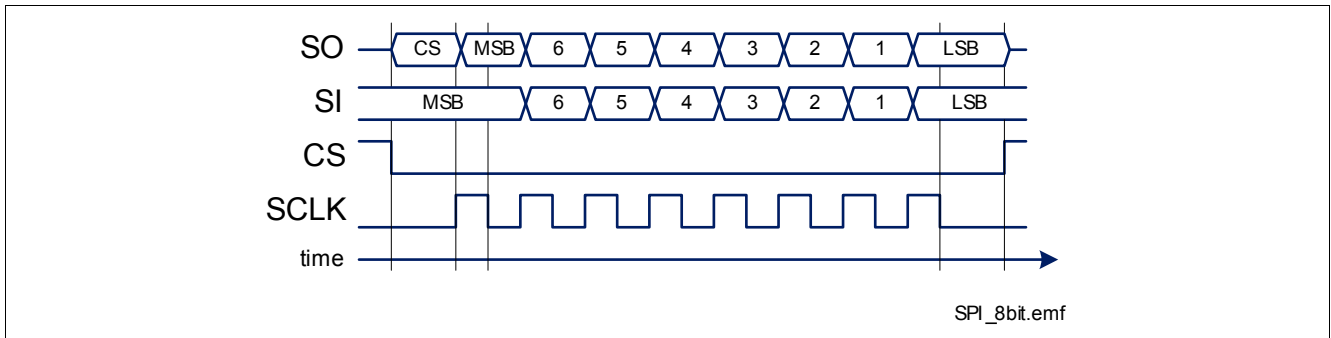 SO CS MSB 6 5 4 3 2 1 LSB
SI MSB 6 5 4 3 2 1 LSB
CS
SCLK
time
SPI_8bit.emf